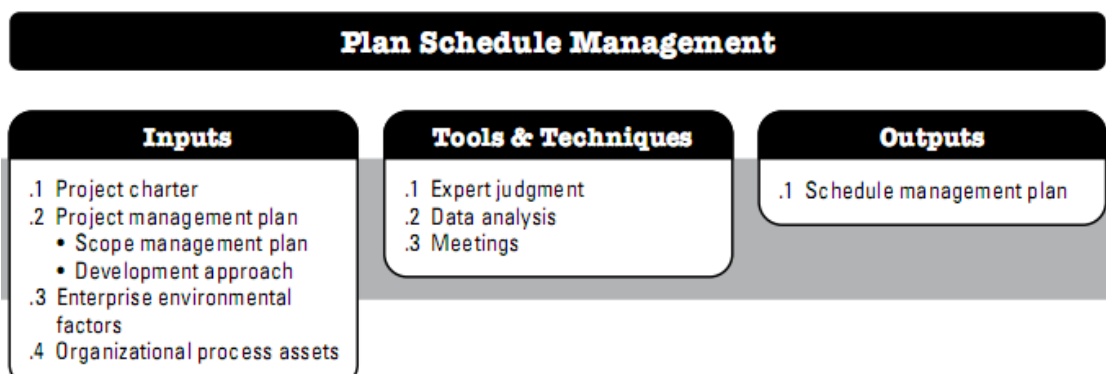 Plan Schedule Management
Inputs
.1 Project charter
.2 Project management plan
• Scope management plan
• Development approach
.3 Enterprise environmental
factors
.4 Organizational process assets
Tools & Techniques
.1 Expert judgment
.2 Data analysis
.3 Meetings
Outputs
.1 Schedule management plan